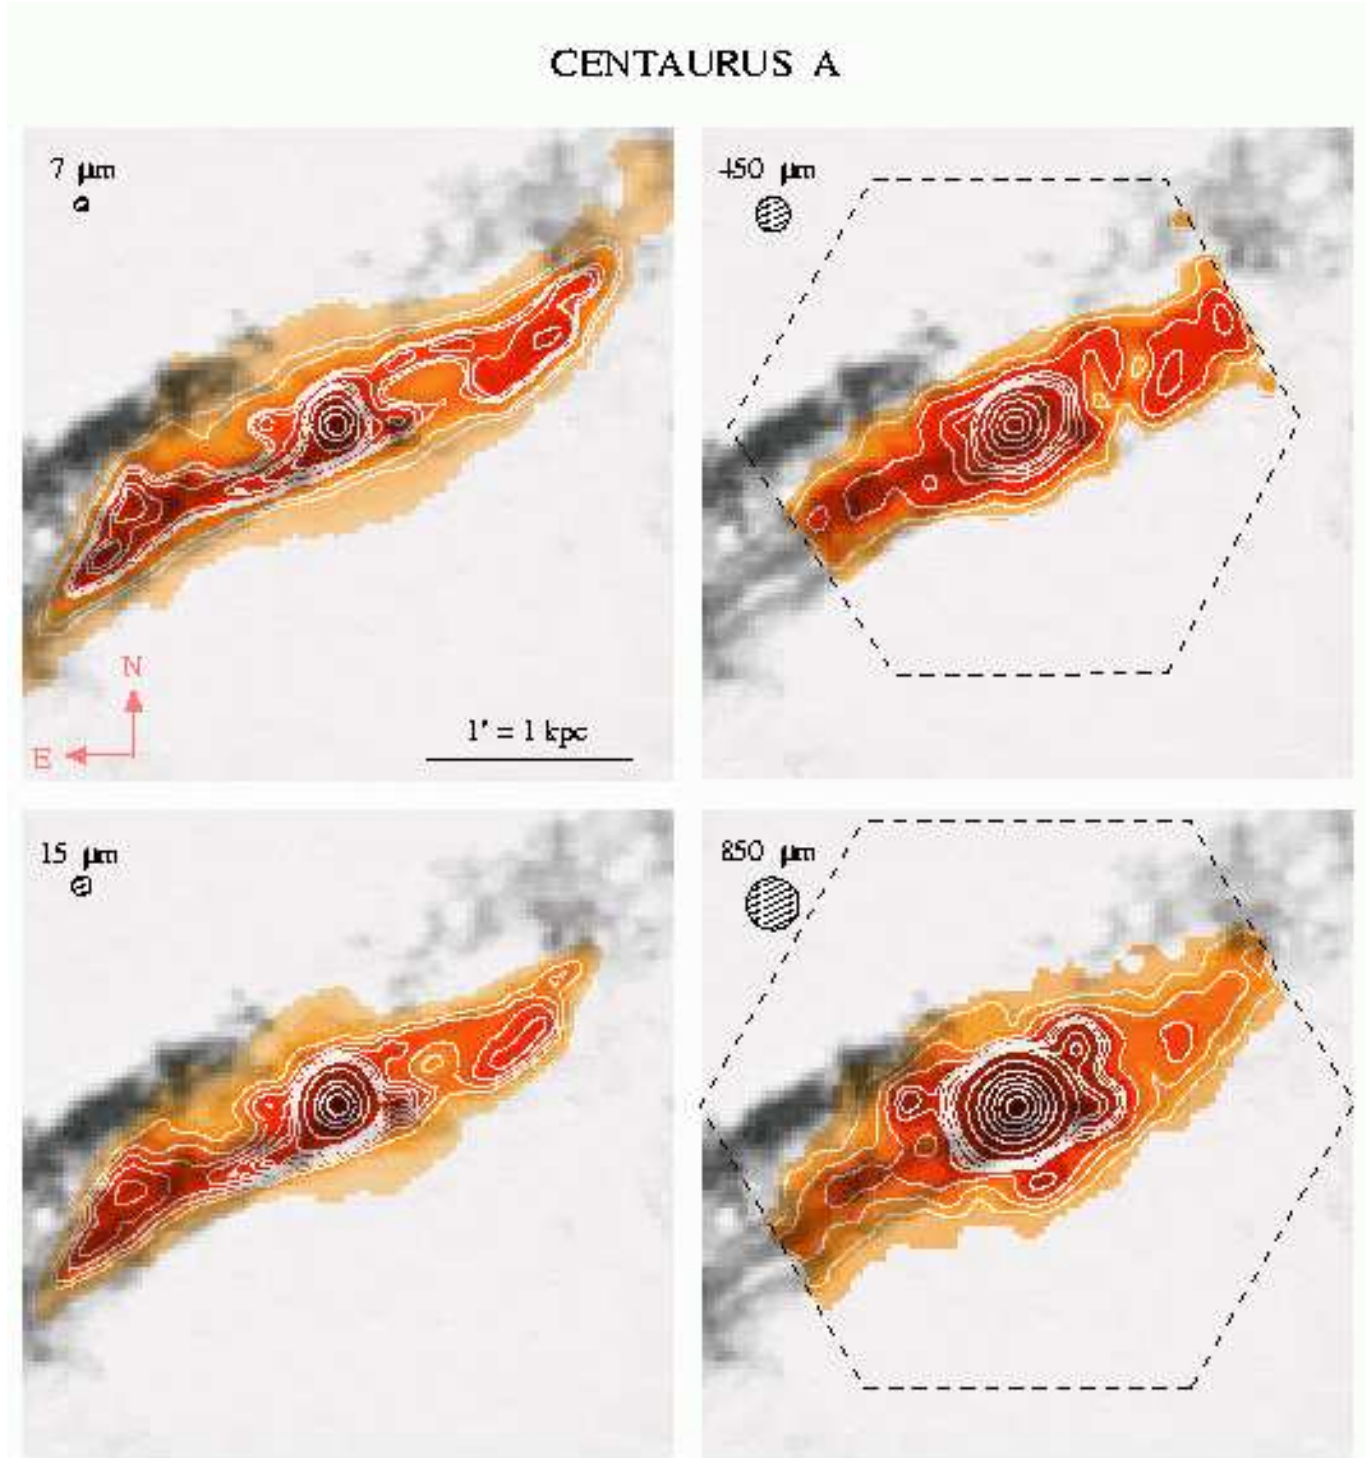 CENTAURUS A
7 μm
450 μm
N
E
1' = 1 kpc
15 μm
850 μm